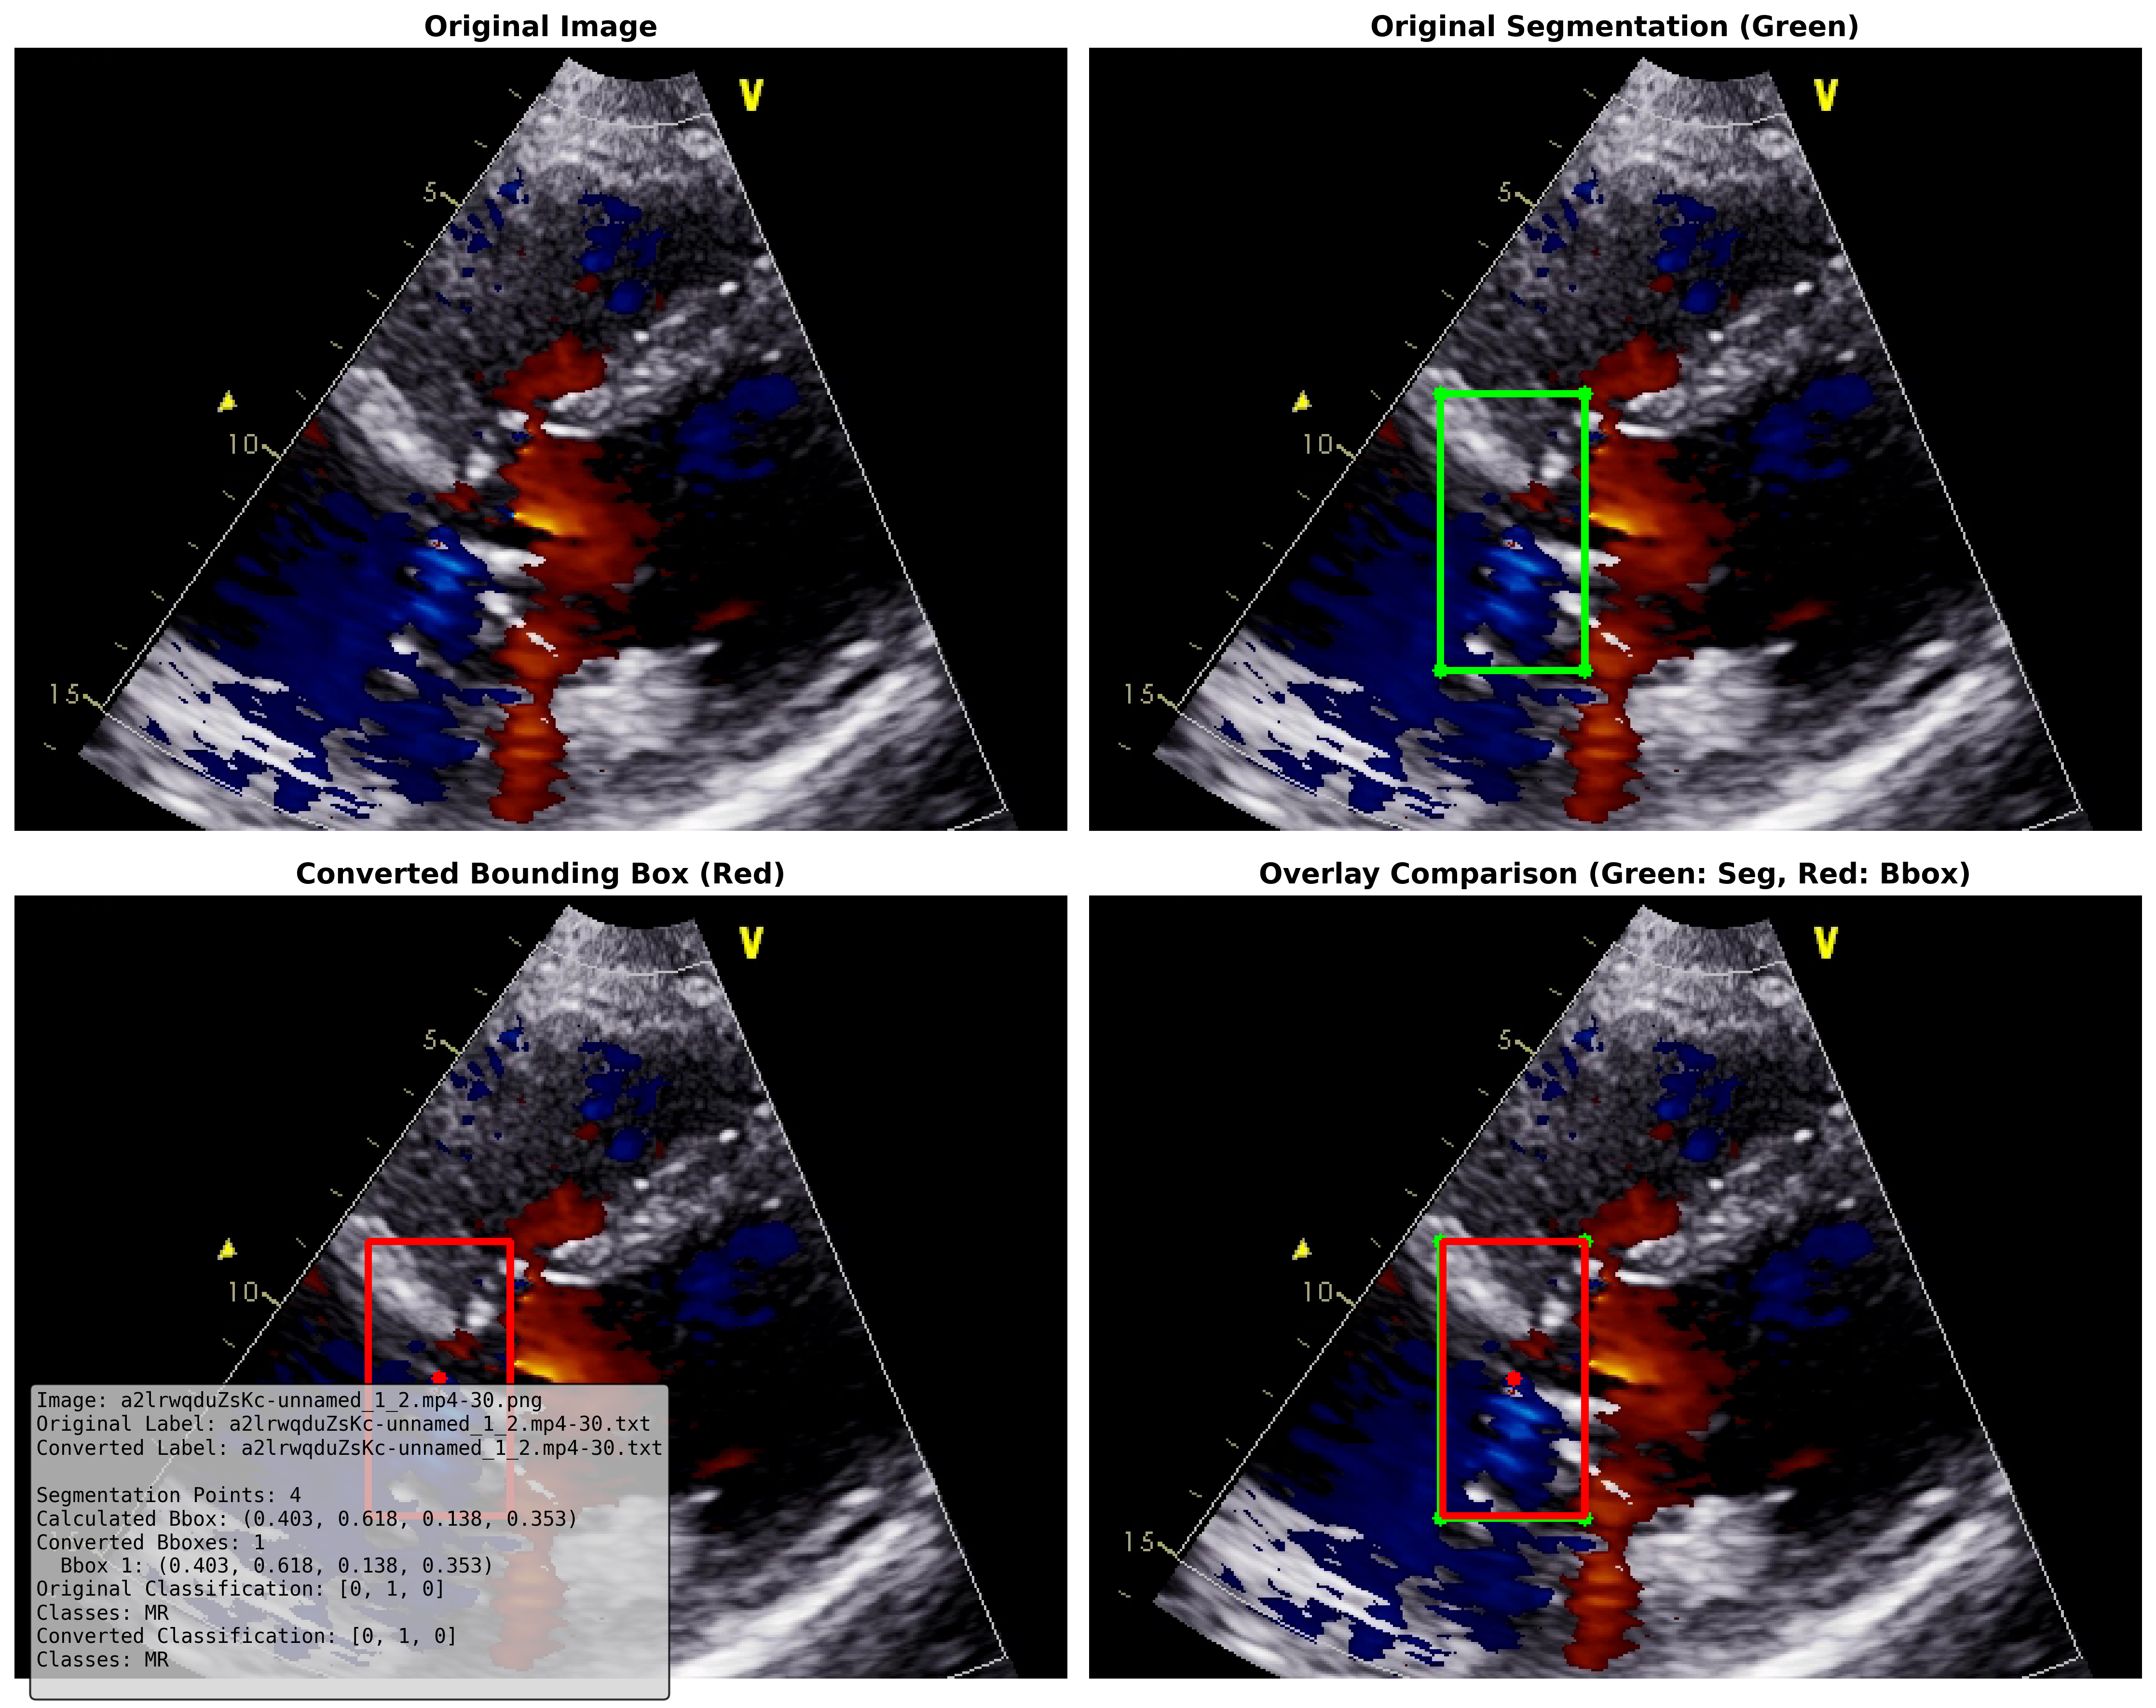 Original Image
V
5
10
15
Original Segmentation (Green)
V
5
10
15
Converted Bounding Box (Red)
V
5
10
Image: a2lrwqduZsKc-unnamed_1_2.mp4-30.png
Original Label: a2lrwqduZsKc-unnamed_1_2.mp4-30.txt
Converted Label: a2lrwqduZsKc-unnamed_1_2.mp4-30.txt
Segmentation Points: 4
Calculated Bbox: (0.403, 0.618, 0.138, 0.353)
Converted Bboxes: 1
Bbox 1: (0.403, 0.618, 0.138, 0.353)
Original Classification: [0, 1, 0]
Classes: MR
Converted Classification: [0, 1, 0]
Classes: MR
Overlay Comparison (Green: Seg, Red: Bbox)
V
5
10
15